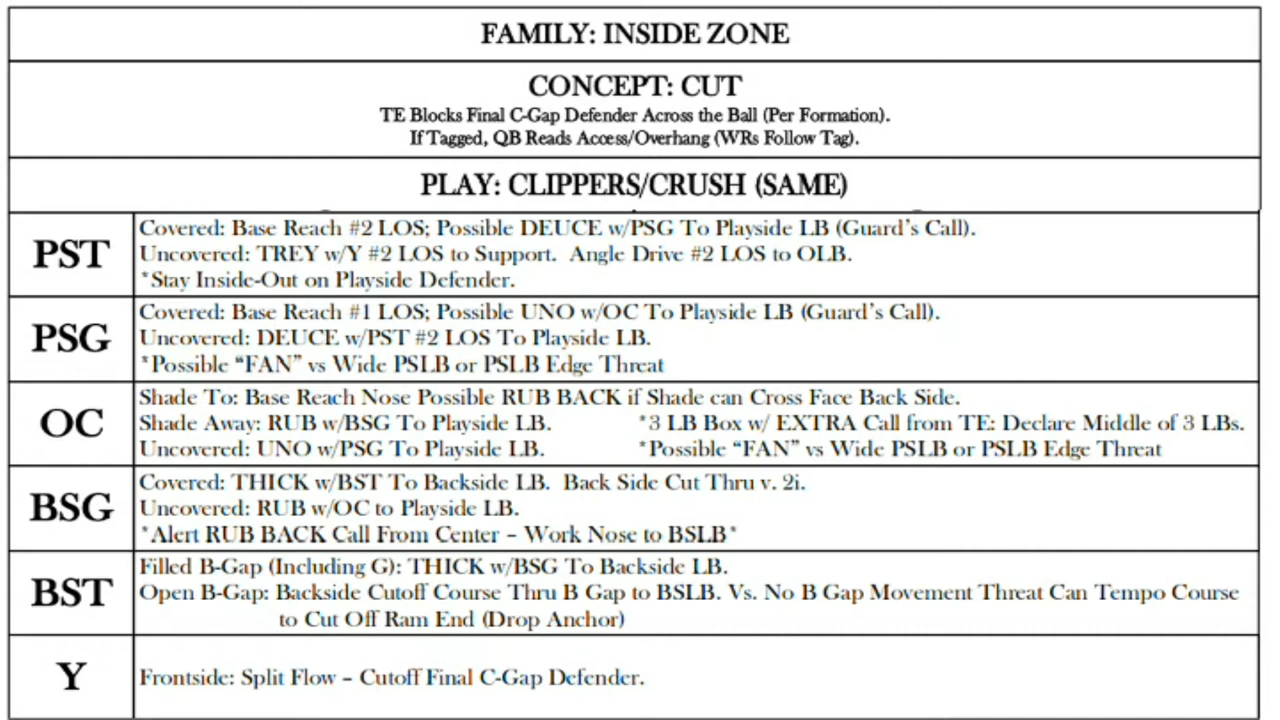 FAMILY: INSIDE ZONE
CONCEPT: CUT
TE Blocks Final C-Gap Defender Across the Ball (Per Formation).
If Tagged, QB Reads Access/Overhang (WRs Follow Tag).
PLAY: CLIPPERS/CRUSH (SAME)
PST
Covered: Base Reach #2 LOS; Possible DEUCE w/PSG To Playside LB (Guard's Call).
Uncovered: TREY w/Y #2 LOS to Support. Angle Drive #2 LOS to OLB.
*Stay Inside-Out on Playside Defender.
PSG
Covered: Base Reach #1 LOS; Possible UNO w/OC To Playside LB (Guard's Call).
Uncovered: DEUCE w/PST #2 LOS To Playside LB.
*Possible “FAN” vs Wide PSLB or PSLB Edge Threat
OC
Shade To: Base Reach Nose Possible RUB BACK if Shade can Cross Face Back Side.
Shade Away: RUB w/BSG To Playside LB. *3 LB Box w/ EXTRA Call from TE: Declare Middle of 3 LBs.
Uncovered: UNO w/PSG To Playside LB. *Possible “FAN” vs Wide PSLB or PSLB Edge Threat
BSG
Covered: THICK w/BST To Backside LB. Back Side Cut Thru v. 2i.
Uncovered: RUB w/OC to Playside LB.
*Alert RUB BACK Call From Center – Work Nose to BSLB*
BST
Filled B-Gap (Including G): THICK w/BSG To Backside LB.
Open B-Gap: Backside Cutoff Course Thru B Gap to BSLB. Vs. No B Gap Movement Threat Can Tempo Course
to Cut Off Ram End (Drop Anchor)
Y
Frontside: Split Flow – Cutoff Final C-Gap Defender.